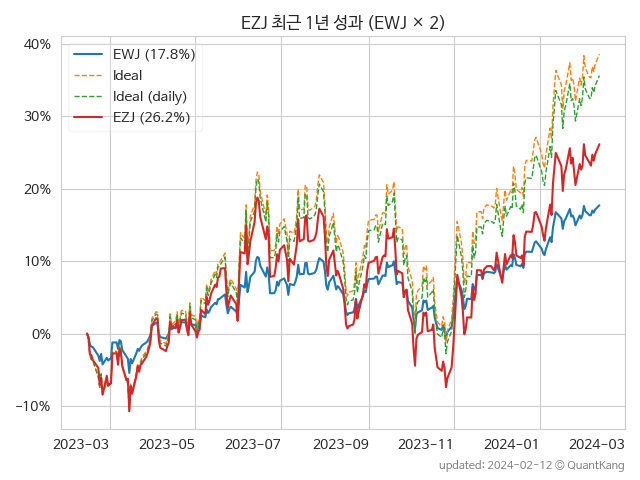 EZJ 최근 1년 성과 (EWJ × 2)
40%
30%
20%
10%
0%
−10%
EWJ (17.8%)
Ideal
Ideal (daily)
EZJ (26.2%)
2023−03
2023−05
2023−07
2023−09
2023−11
2024−01
2024−03
updated: 2024-02-12 © QuantKang